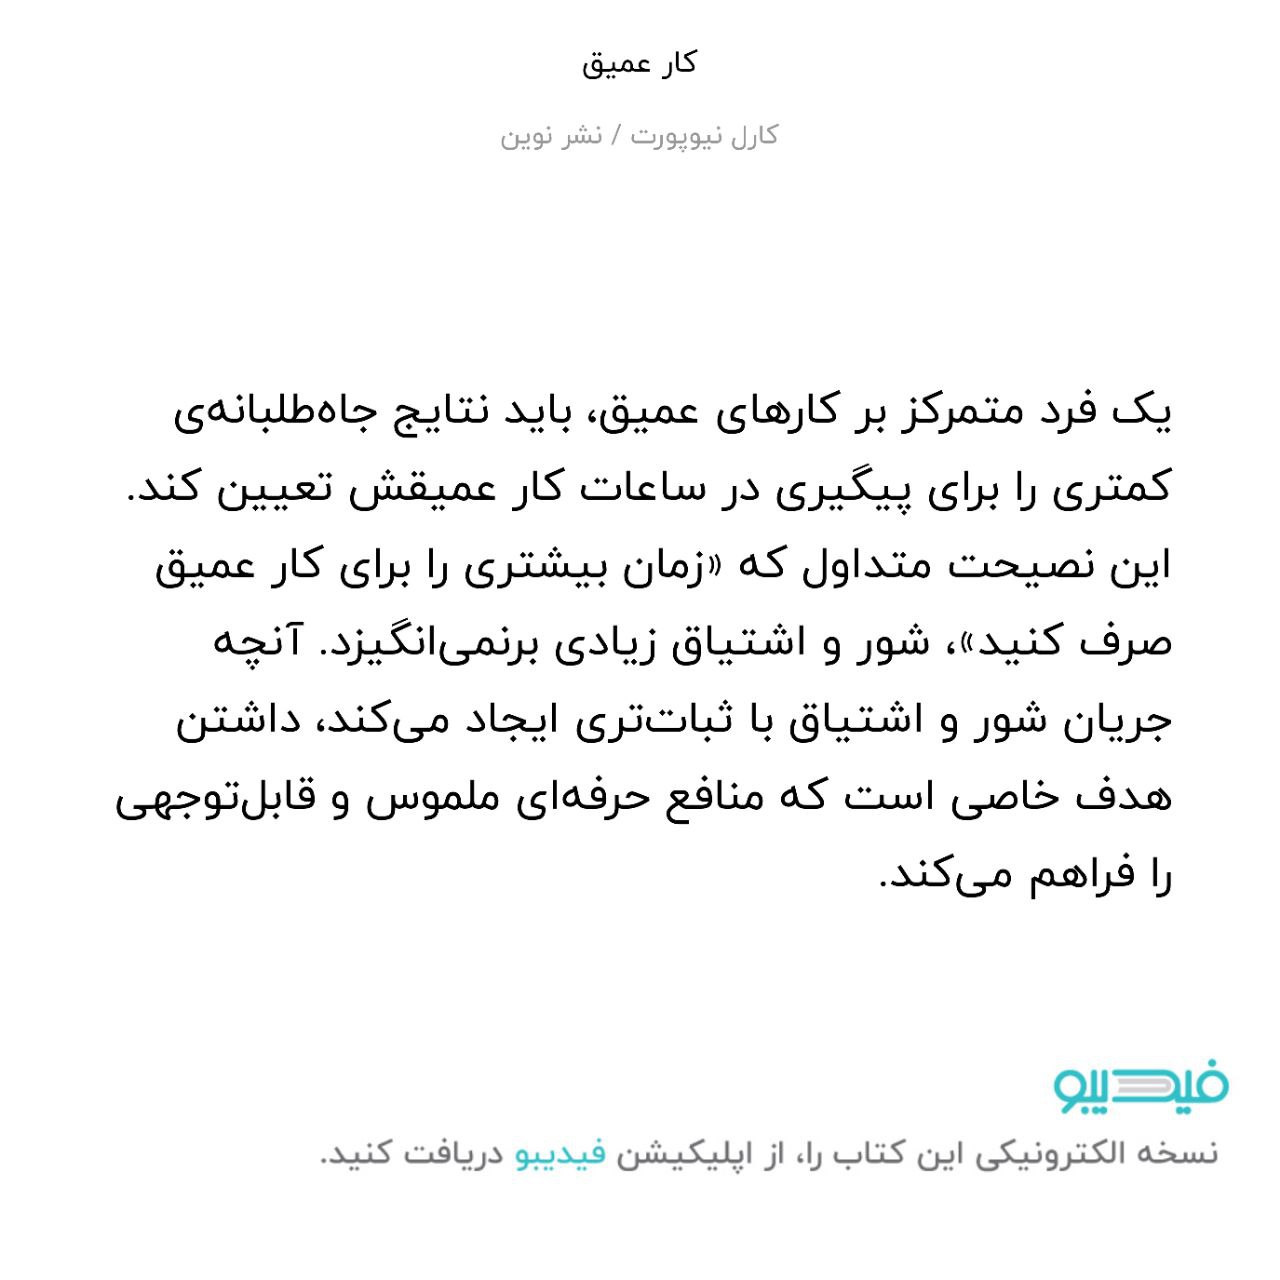 کار عمیق
کارل نیوپورت / نشر نوین
یک فرد متمرکز بر کارهای عمیق، باید نتایج جاه‌طلبانه‌ی
کمتری را برای پیگیری در ساعات کار عمیقش تعیین کند.
این نصیحت متداول که «زمان بیشتری را برای کار عمیق
صرف کنید»، شور و اشتیاق زیادی برنمی‌انگیزد. آنچه
جریان شور و اشتیاق با ثبات‌تری ایجاد می‌کند، داشتن
هدف خاصی است که منافع حرفه‌ای ملموس و قابل‌توجهی
را فراهم می‌کند.
فیدیبو
نسخه الکترونیکی این کتاب را، از اپلیکیشن فیدیبو دریافت کنید.